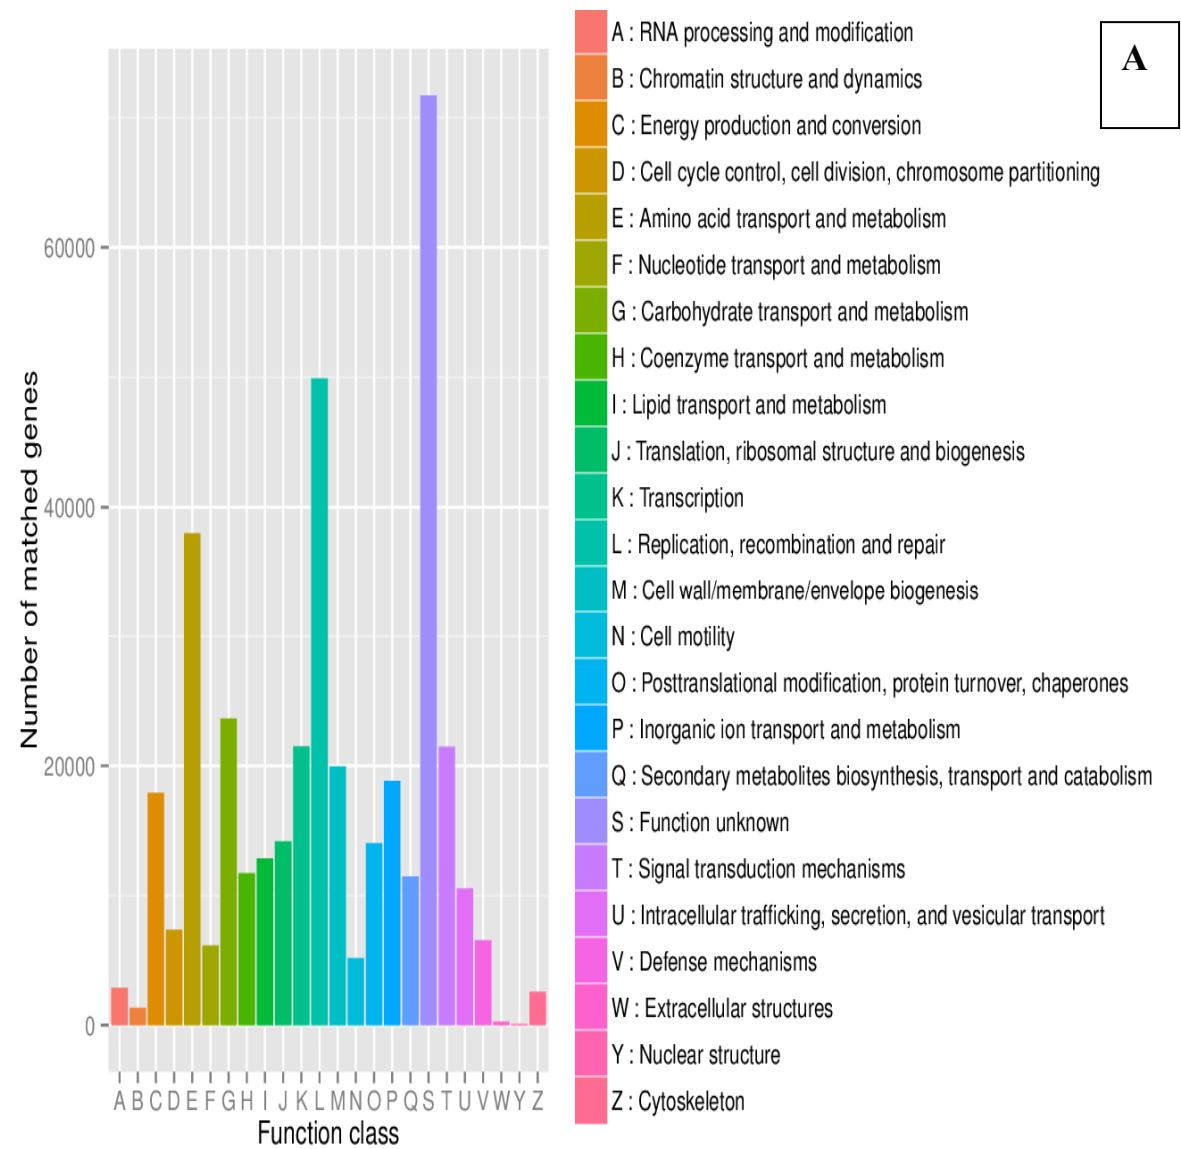 A : RNA processing and modification
B : Chromatin structure and dynamics
C : Energy production and conversion
D : Cell cycle control, cell division, chromosome partitioning
E : Amino acid transport and metabolism
F : Nucleotide transport and metabolism
G : Carbohydrate transport and metabolism
H : Coenzyme transport and metabolism
I : Lipid transport and metabolism
J : Translation, ribosomal structure and biogenesis
K : Transcription
L : Replication, recombination and repair
M : Cell wall/membrane/envelope biogenesis
N : Cell motility
O : Posttranslational modification, protein turnover, chaperones
P : Inorganic ion transport and metabolism
Q : Secondary metabolites biosynthesis, transport and catabolism
S : Function unknown
T : Signal transduction mechanisms
U : Intracellular trafficking, secretion, and vesicular transport
V : Defense mechanisms
W : Extracellular structures
Y : Nuclear structure
Z : Cytoskeleton
A
Number of matched genes
60000
40000
20000
0
A B C D E F G H I J K L M N O P Q S T U V W Y Z
Function class